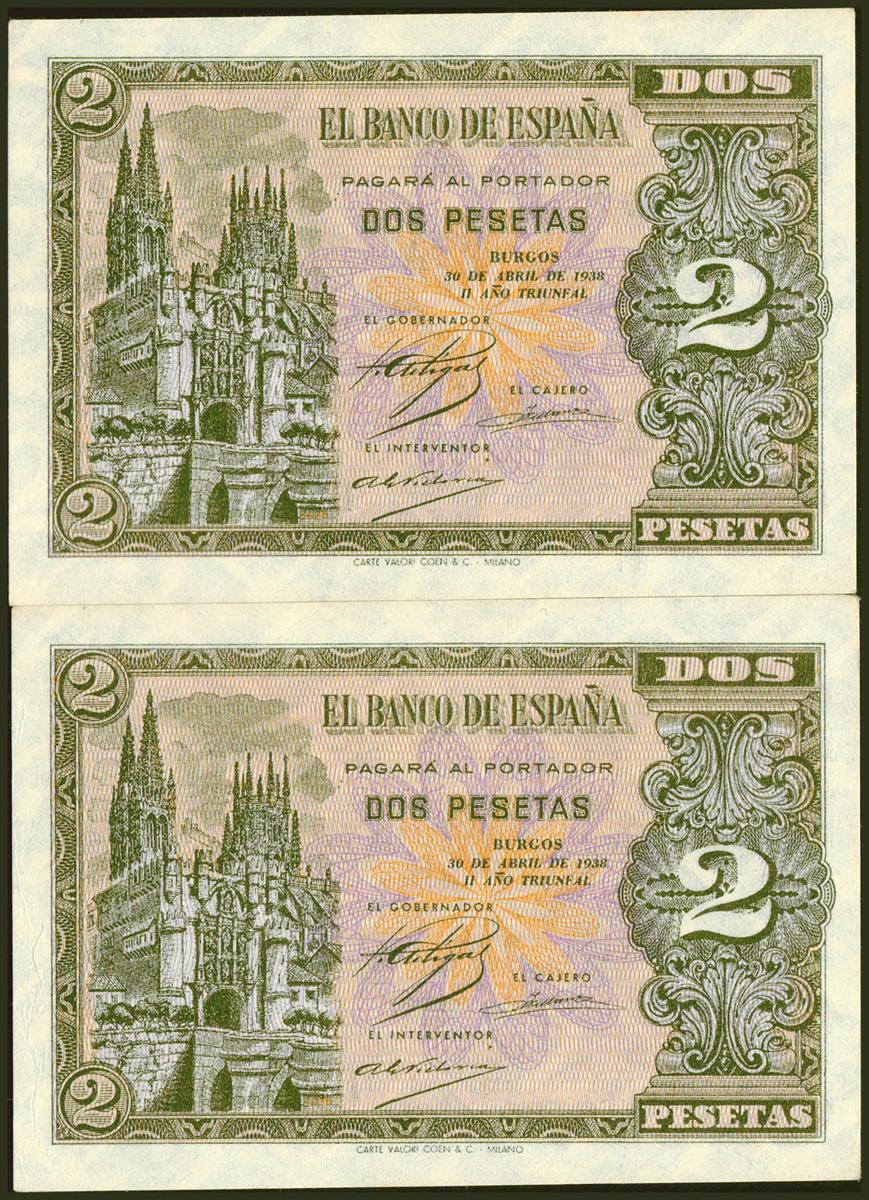 2
DOS
EL BANCO DE ESPAÑA
PAGARÁ AL PORTADOR
DOS PESETAS
BURGOS
30 DE ABRIL DE 1938
II AÑO TRIUNFAL
2
EL GOBERNADOR
EL CAJERO
EL INTERVENTOR
2
PESETAS
CARTE VALORI COEN & C. - MILANO
2
DOS
EL BANCO DE ESPAÑA
PAGARÁ AL PORTADOR
DOS PESETAS
BURGOS
30 DE ABRIL DE 1938
II AÑO TRIUNFAL
2
EL GOBERNADOR
EL CAJERO
EL INTERVENTOR
2
PESETAS
CARTE VALORI COEN & C. - MILANO